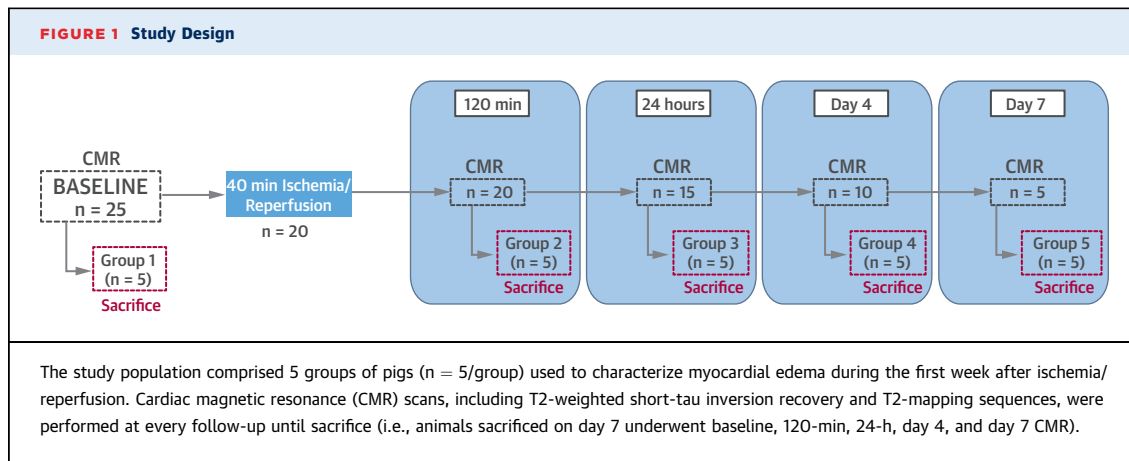 FIGURE 1 Study Design
120 min
24 hours
Day 4
Day 7
CMR
BASELINE
n = 25
40 min Ischemia/
Reperfusion
n = 20
CMR
n = 20
CMR
n = 15
CMR
n = 10
CMR
n = 5
Group 1
(n = 5)
Sacrifice
Group 2
(n = 5)
Sacrifice
Group 3
(n = 5)
Sacrifice
Group 4
(n = 5)
Sacrifice
Group 5
(n = 5)
Sacrifice
The study population comprised 5 groups of pigs (n = 5/group) used to characterize myocardial edema during the first week after ischemia/
reperfusion. Cardiac magnetic resonance (CMR) scans, including T2-weighted short-tau inversion recovery and T2-mapping sequences, were
performed at every follow-up until sacrifice (i.e., animals sacrificed on day 7 underwent baseline, 120-min, 24-h, day 4, and day 7 CMR).